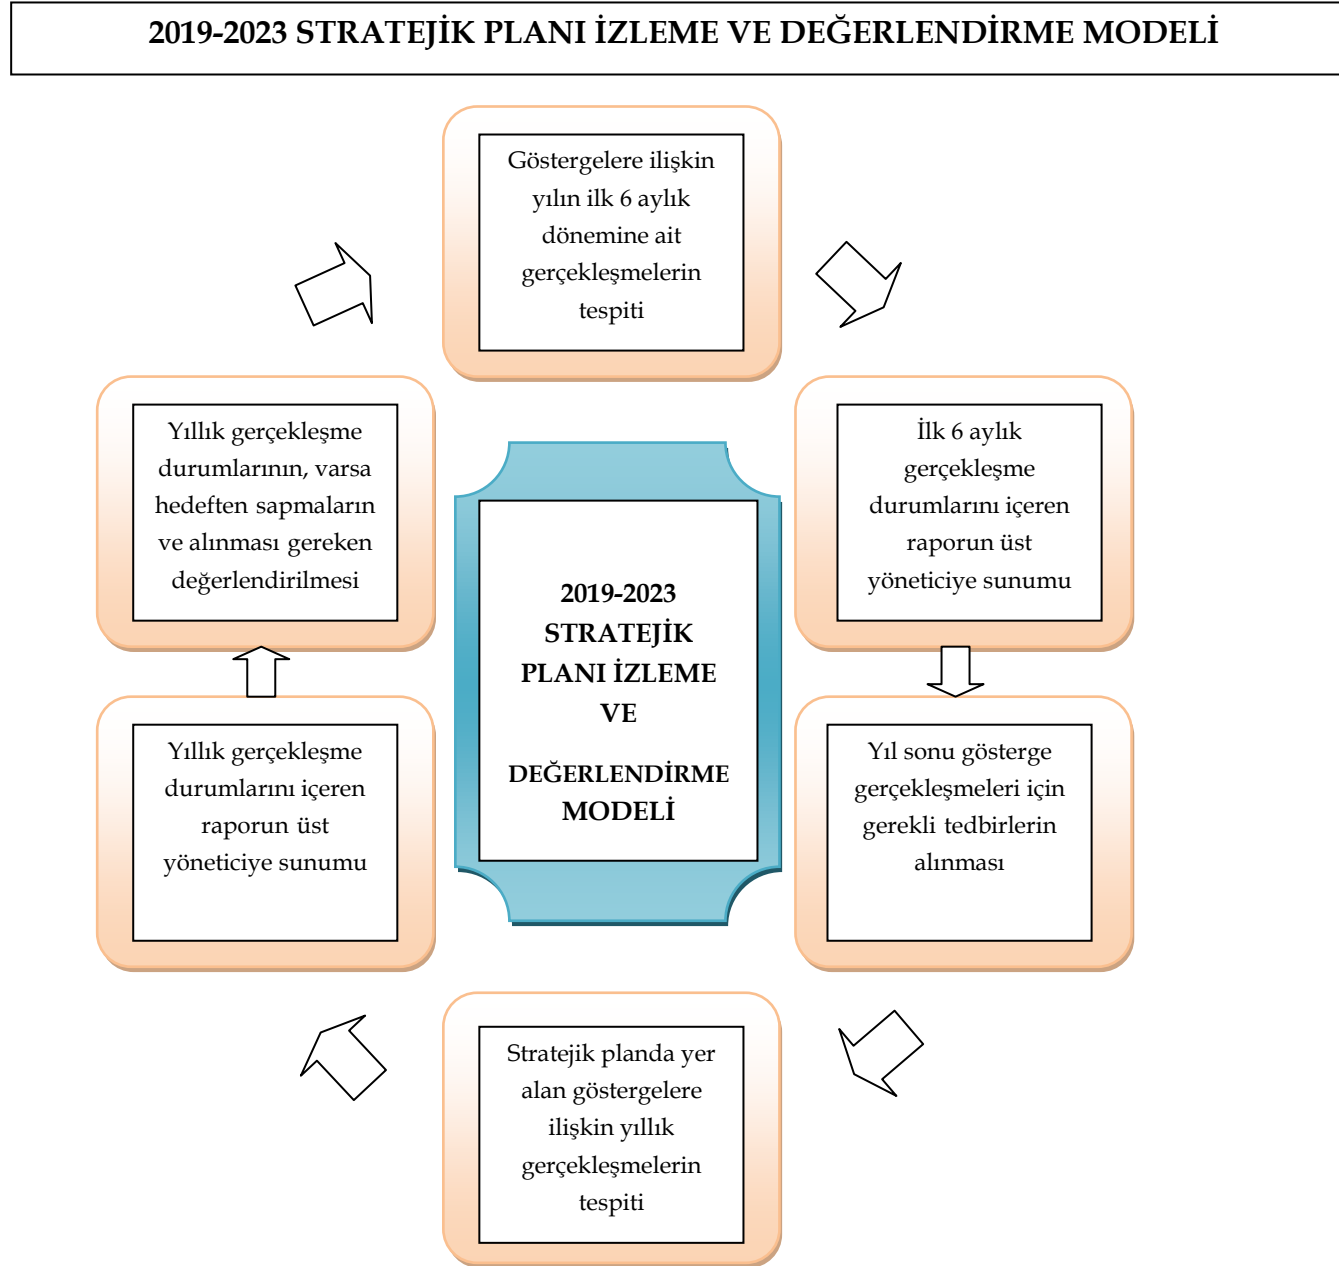 2019-2023 STRATEJİK PLANI İZLEME VE DEĞERLENDİRME MODELİ
Göstergelere ilişkin
yılın ilk 6 aylık
dönemine ait
gerçekleşmelerin
tespiti
İlk 6 aylık
gerçekleşme
durumlarını içeren
raporun üst
yöneticiye sunumu
Yıl sonu gösterge
gerçekleşmeleri için
gerekli tedbirlerin
alınması
Stratejik planda yer
alan göstergelere
ilişkin yıllık
gerçekleşmelerin
tespiti
Yıllık gerçekleşme
durumlarını içeren
raporun üst
yöneticiye sunumu
Yıllık gerçekleşme
durumlarının, varsa
hedeften sapmaların
ve alınması gereken
değerlendirilmesi
2019-2023
STRATEJİK
PLANI İZLEME
VE
DEĞERLENDİRME
MODELİ